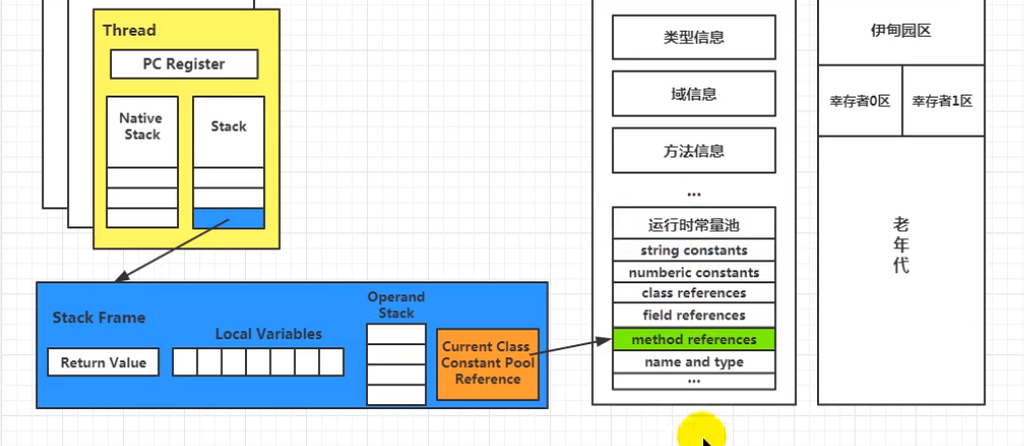 Thread
PC Register
Native
Stack
Stack
Stack Frame
Return Value
Local Variables
Operand
Stack
Current Class
Constant Pool
Reference
类型信息
域信息
方法信息
...
运行时常量池
string constants
numberic constants
class references
field references
method references
name and type
...
伊甸园区
幸存者0区
幸存者1区
老
年
代